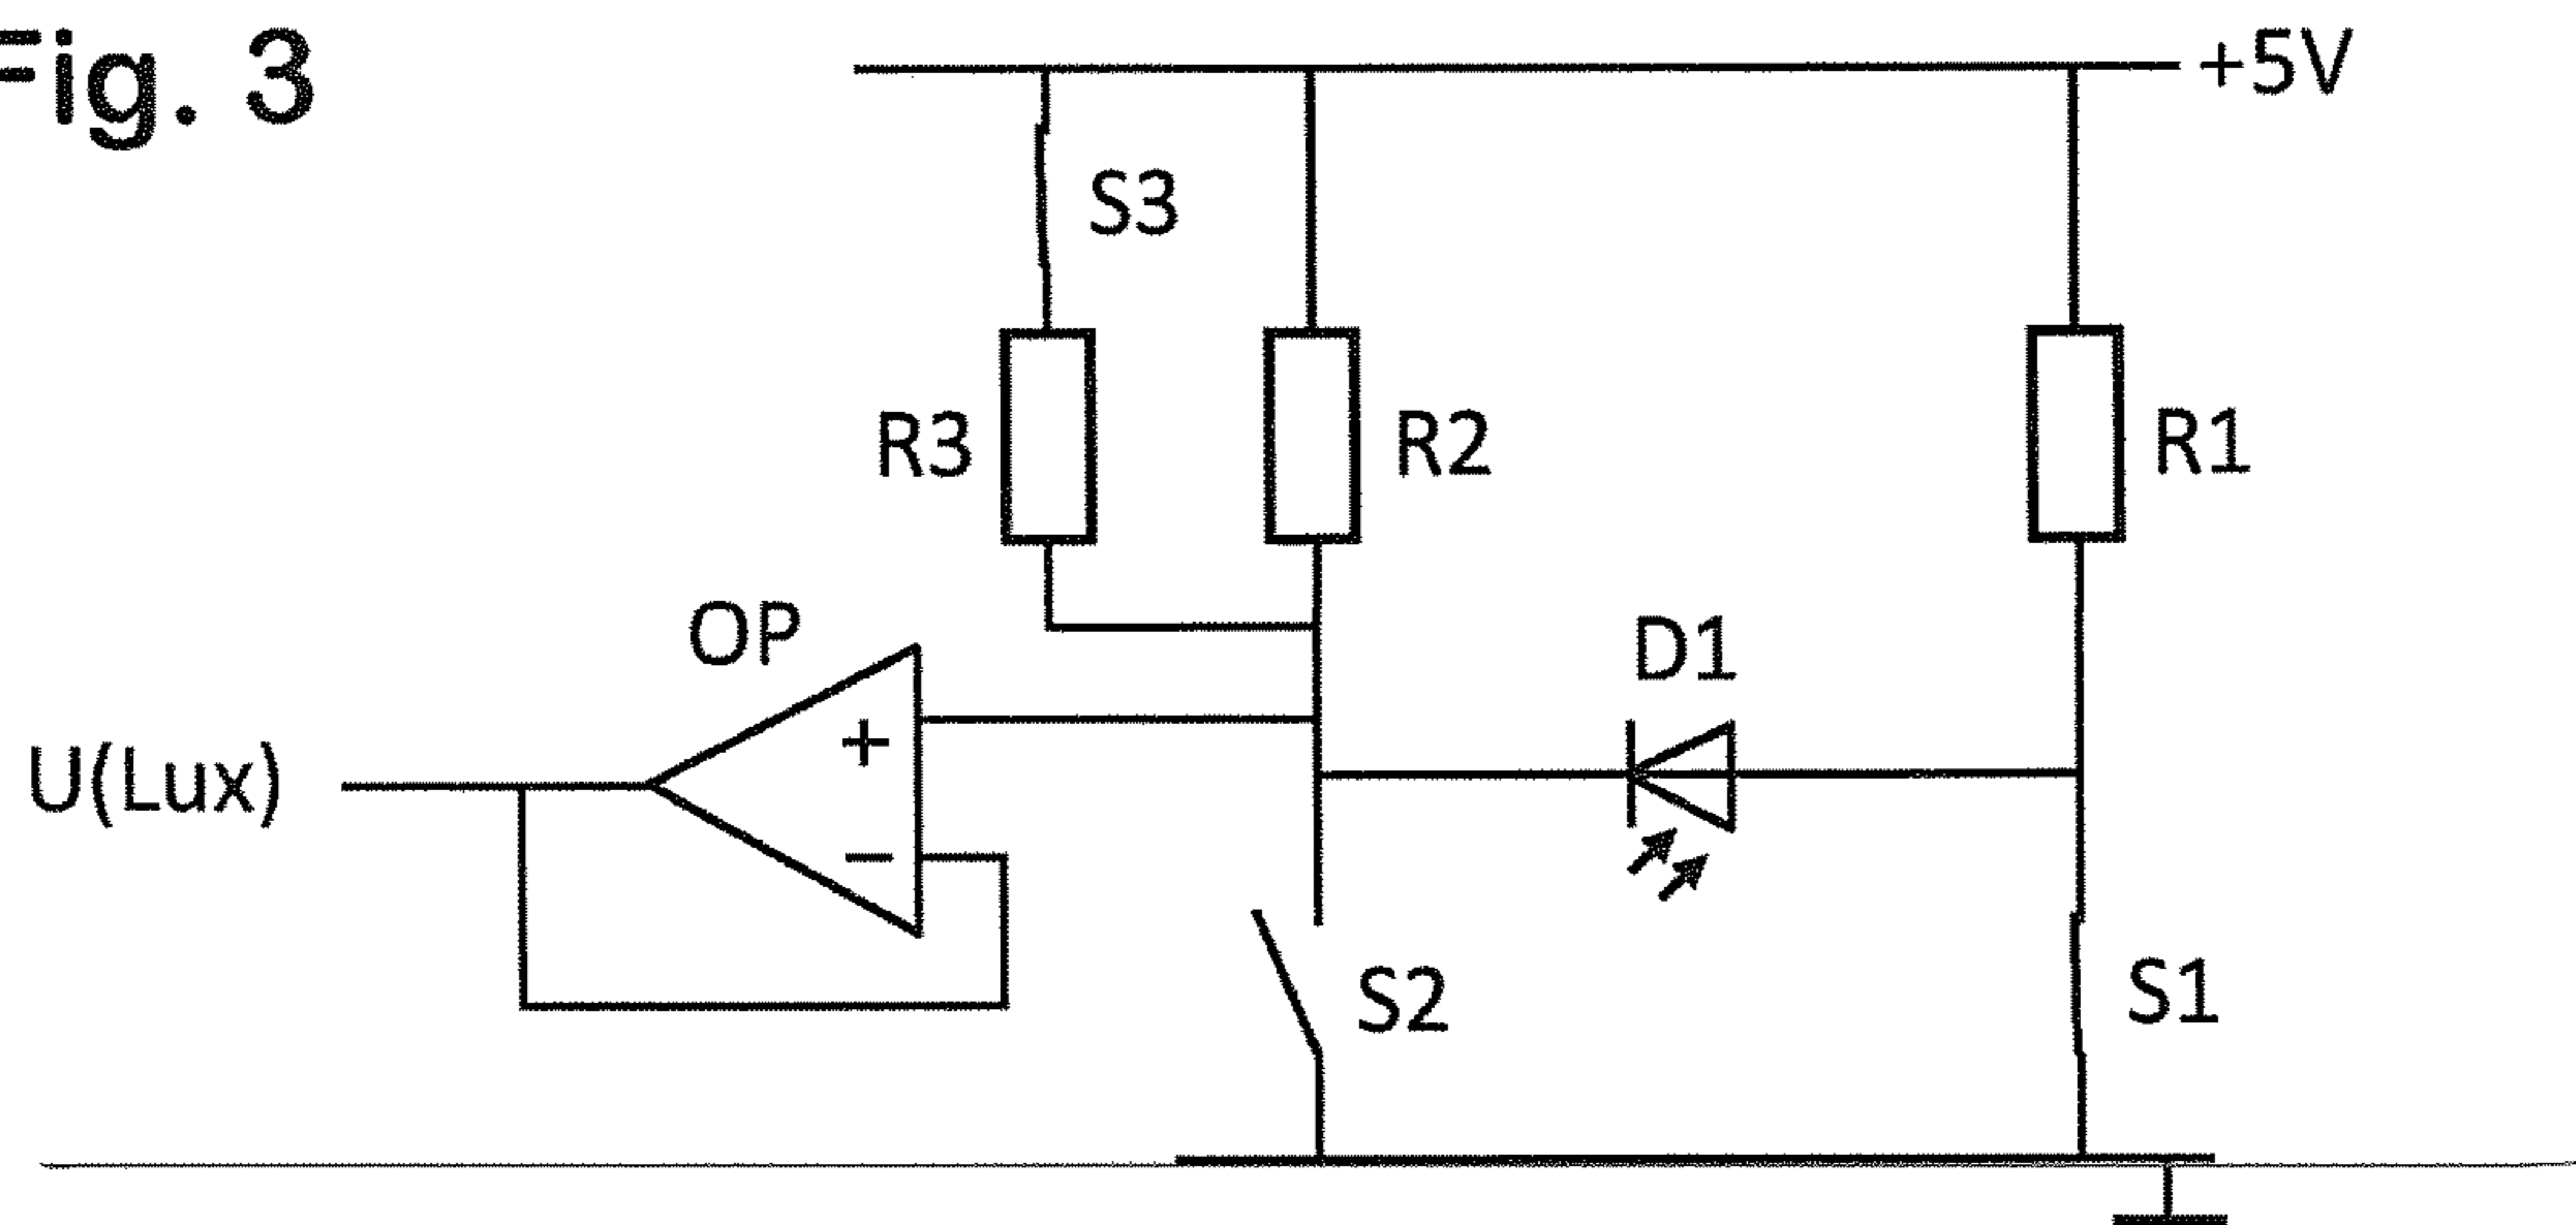 Fig. 3
+5V
S3
R3
R2
R1
OP
D1
+
U(Lux)
−
S2
S1